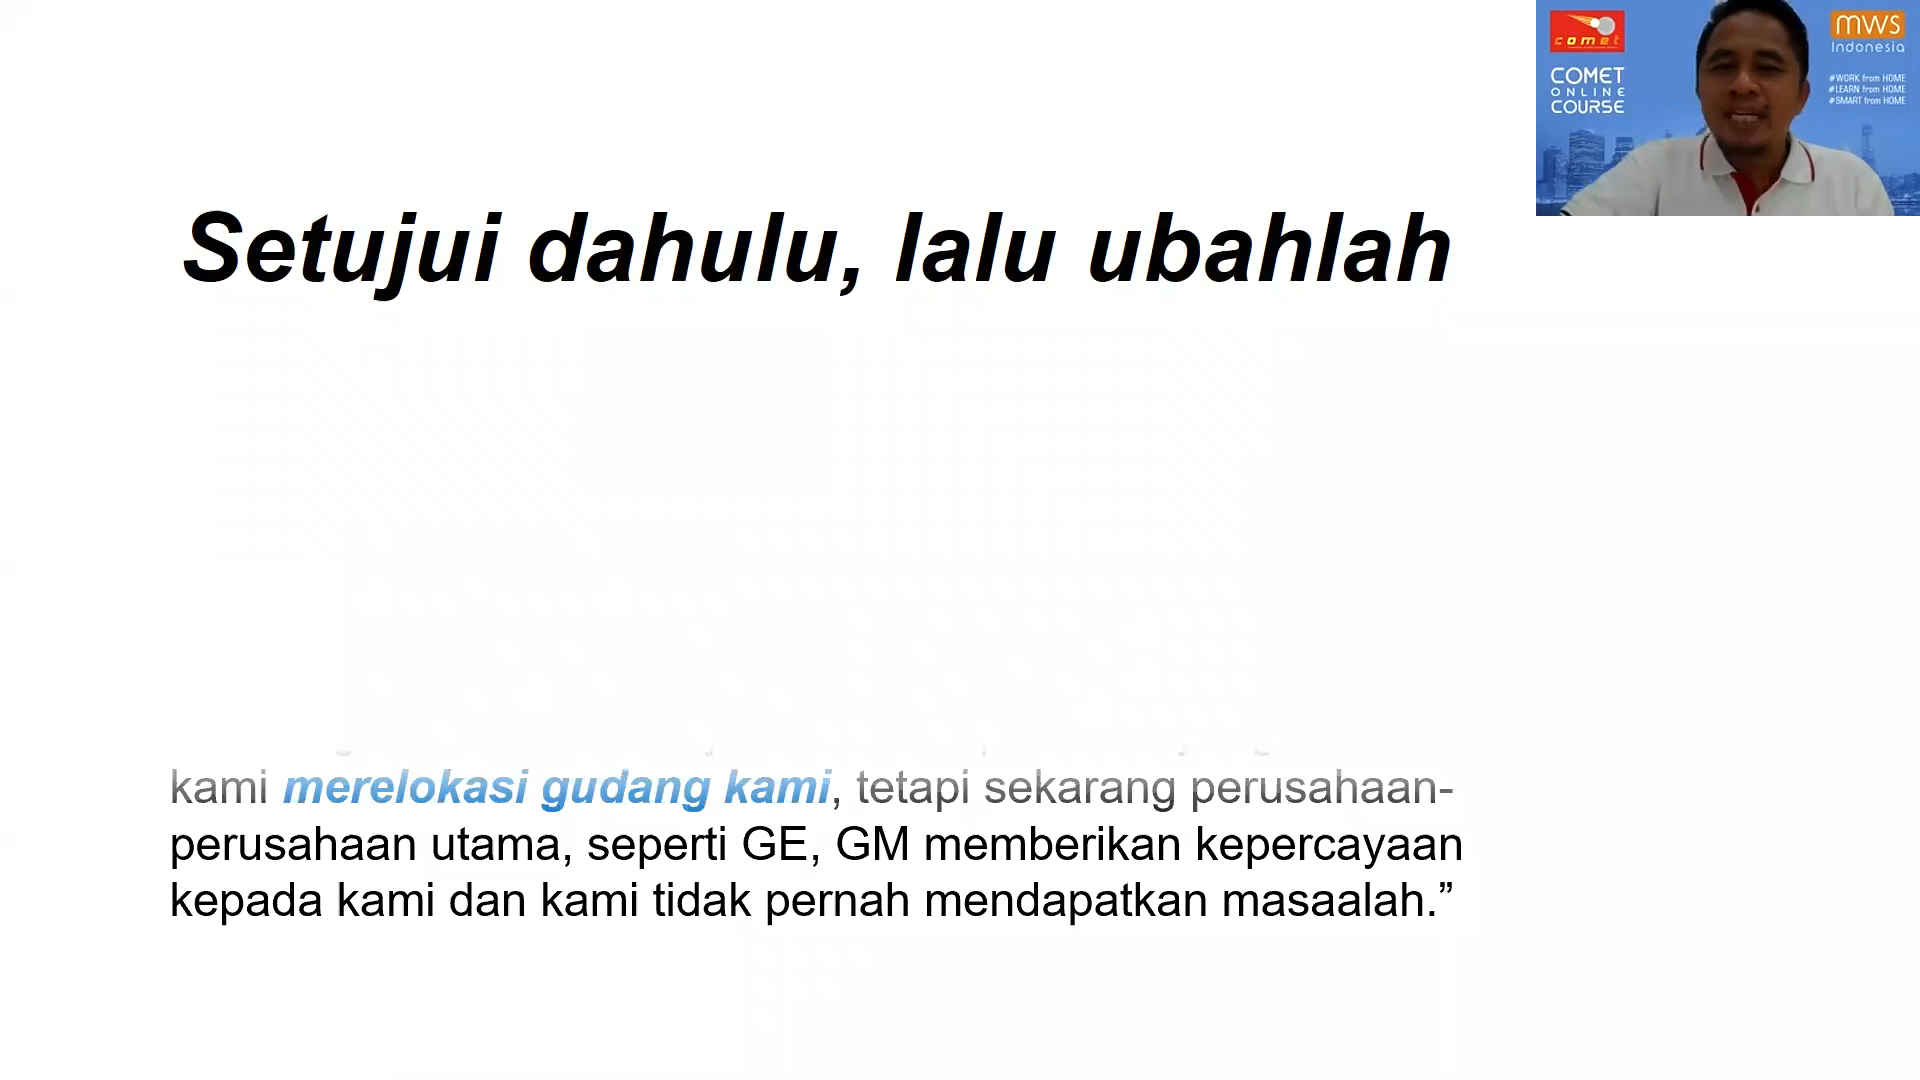 comet
COMET
ONLINE
COURSE
mws
Indonesia
#WORK from HOME
#LEARN from HOME
#SMART from HOME
Setujui dahulu, lalu ubahlah
kami merelokasi gudang kami, tetapi sekarang perusahaan-
perusahaan utama, seperti GE, GM memberikan kepercayaan
kepada kami dan kami tidak pernah mendapatkan masaalah.”